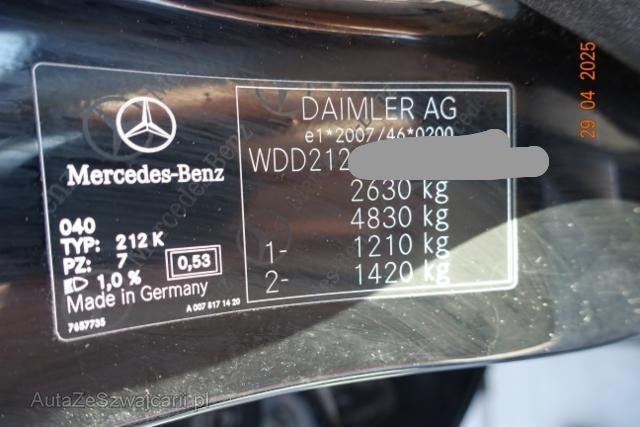 DAIMLER AG
e1*2007/46*0200
WDD212
2630 kg
4830 kg
1- 1210 kg
2- 1420 kg
Mercedes-Benz
040
TYP: 212 K
PZ: 7
0,53
1,0 %
Made in Germany
A 007 817 14 20
7657735
29 04 2025
AutaZeSzwajcarii.pl